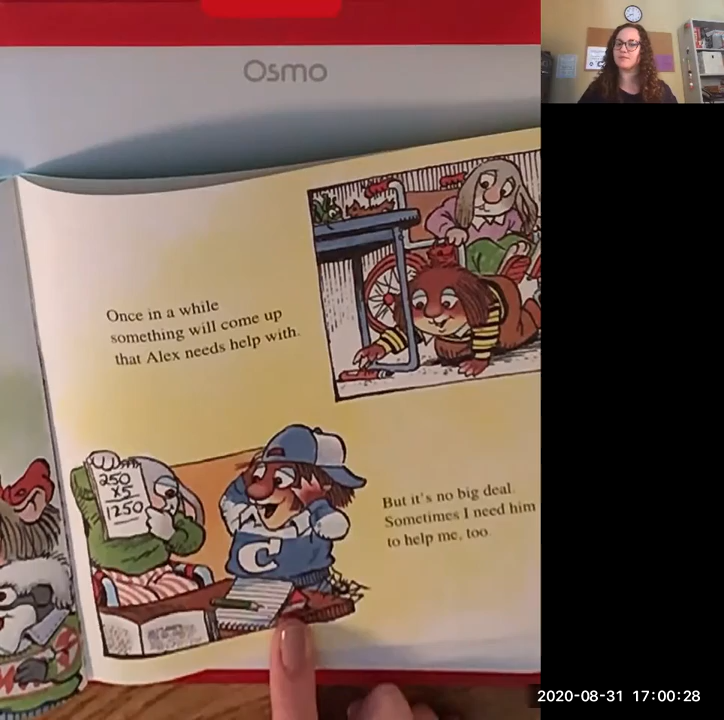 Osmo
Once in a while
something will come up
that Alex needs help with.
250
X5
1250
C
But it's no big deal.
Sometimes I need him
to help me, too.
2020-08-31 17:00:28